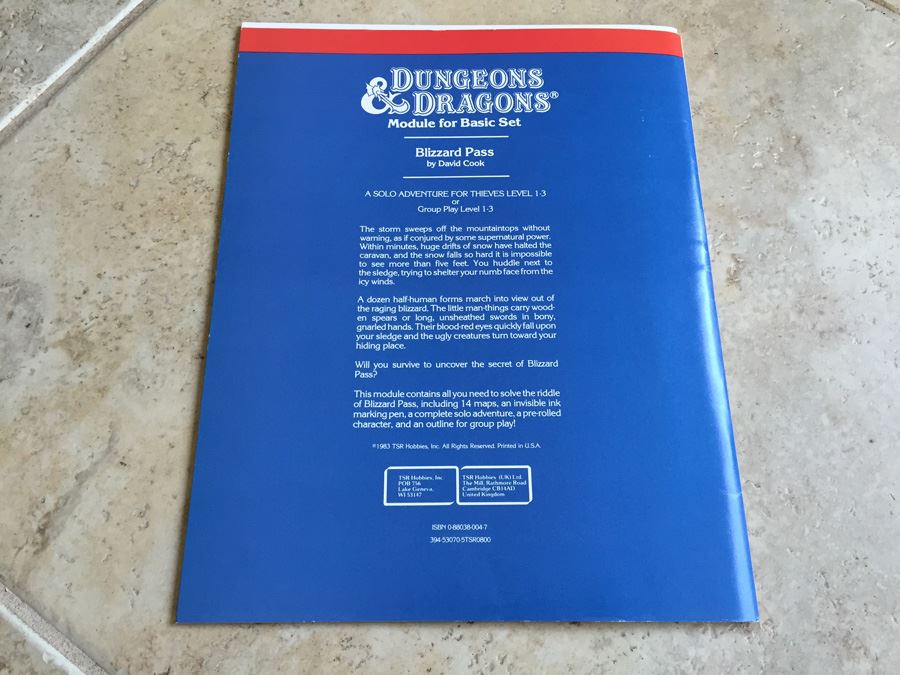 DUNGEONS
& DRAGONS®
Module for Basic Set
Blizzard Pass
by David Cook
A SOLO ADVENTURE FOR THIEVES LEVEL 1-3
or
Group Play Level 1-3
The storm sweeps off the mountaintops without
warning, as if conjured by some supernatural power.
Within minutes, huge drifts of snow have halted the
caravan, and the snow falls so hard it is impossible
to see more than five feet. You huddle next to
the sledge, trying to shelter your numb face from the
icy winds.
A dozen half-human forms march into view out of
the raging blizzard. The little man-things carry wood-
en spears or long, unsheathed swords in bony,
gnarled hands. Their blood-red eyes quickly fall upon
your sledge and the ugly creatures turn toward your
hiding place.
Will you survive to uncover the secret of Blizzard
Pass?
This module contains all you need to solve the riddle
of Blizzard Pass, including 14 maps, an invisible ink
marking pen, a complete solo adventure, a pre-rolled
character, and an outline for group play!
©1983 TSR Hobbies, Inc. All Rights Reserved. Printed in U.S.A.
TSR Hobbies, Inc.
POB 756
Lake Geneva,
WI 53147
TSR Hobbies (UK) Ltd.
The Mill, Rathmore Road
Cambridge CB1 4AD
United Kingdom
ISBN 0-88038-004-7
394-53070-5TSR0800